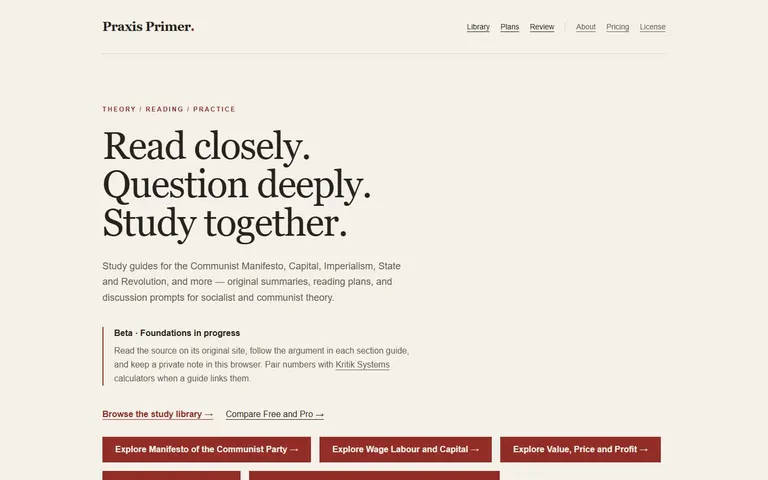 Praxis Primer.
Library Plans Review About Pricing License
THEORY / READING / PRACTICE
Read closely.
Question deeply.
Study together.
Study guides for the Communist Manifesto, Capital, Imperialism, State
and Revolution, and more — original summaries, reading plans, and
discussion prompts for socialist and communist theory.
Beta · Foundations in progress
Read the source on its original site, follow the argument in each section guide,
and keep a private note in this browser. Pair numbers with Kritik Systems
calculators when a guide links them.
Browse the study library → Compare Free and Pro →
Explore Manifesto of the Communist Party → Explore Wage Labour and Capital → Explore Value, Price and Profit →